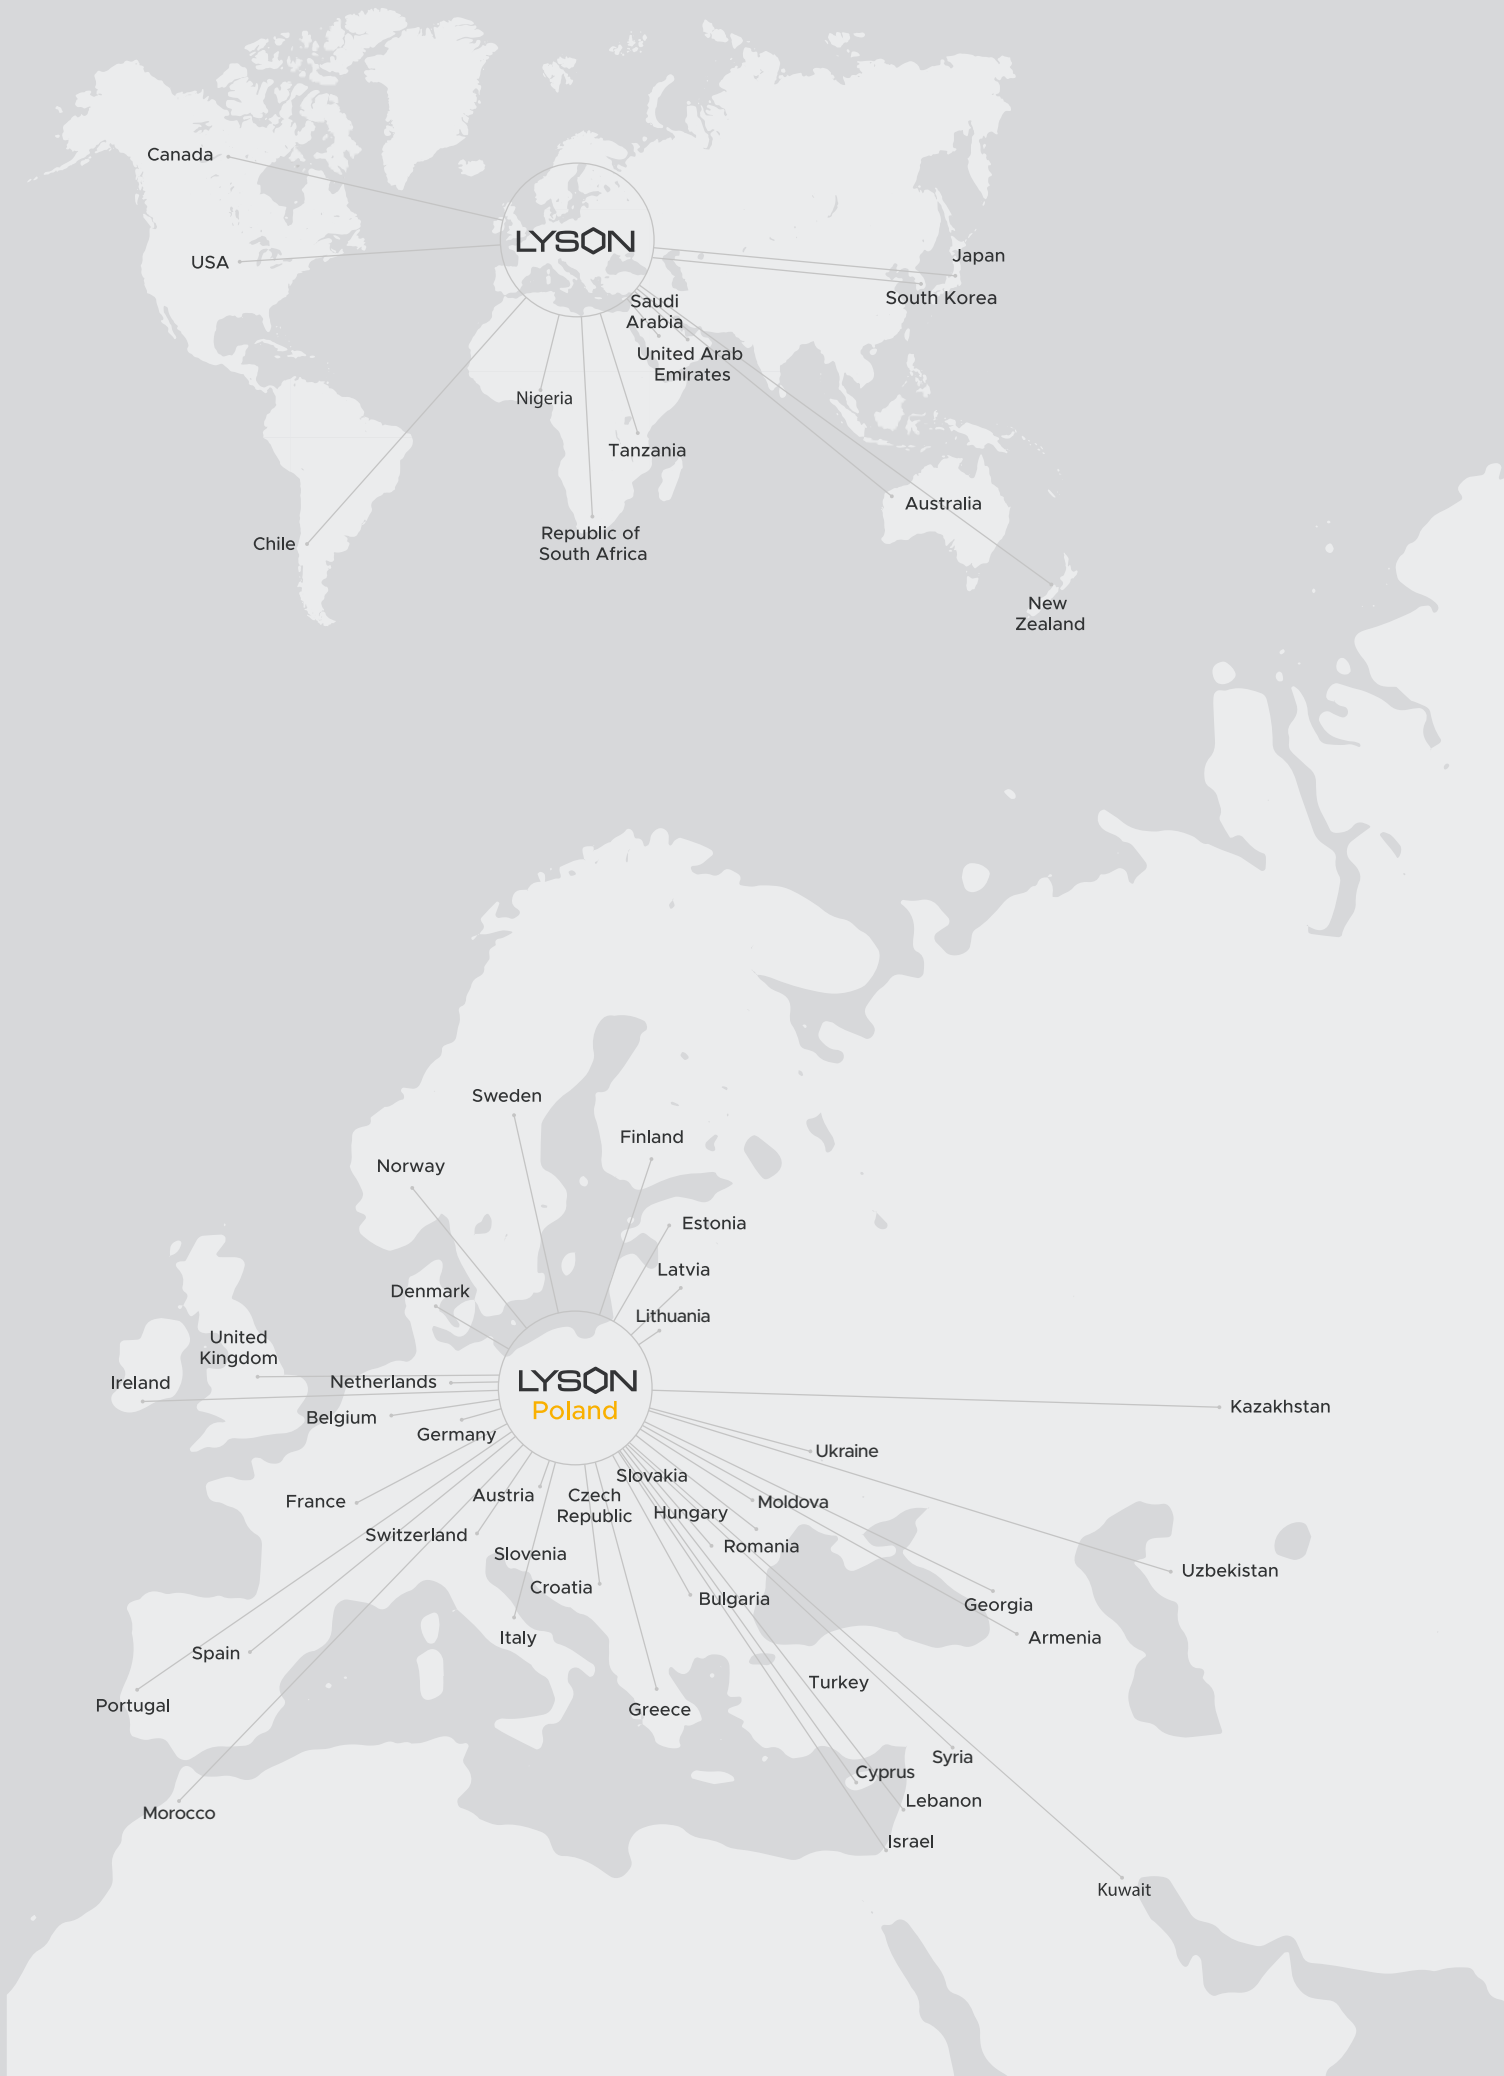 Canada
LYSON
USA
Japan
South Korea
Saudi
Arabia
United Arab
Emirates
Nigeria
Tanzania
Australia
Republic of
South Africa
Chile
New
Zealand
Sweden
Finland
Norway
Estonia
Latvia
Denmark
Lithuania
United
Kingdom
Ireland
Netherlands
LYSON
Poland
Kazakhstan
Belgium
Germany
Ukraine
Slovakia
France
Austria
Czech
Republic
Hungary
Moldova
Switzerland
Romania
Slovenia
Uzbekistan
Croatia
Bulgaria
Georgia
Italy
Armenia
Spain
Turkey
Portugal
Greece
Syria
Cyprus
Lebanon
Morocco
Israel
Kuwait